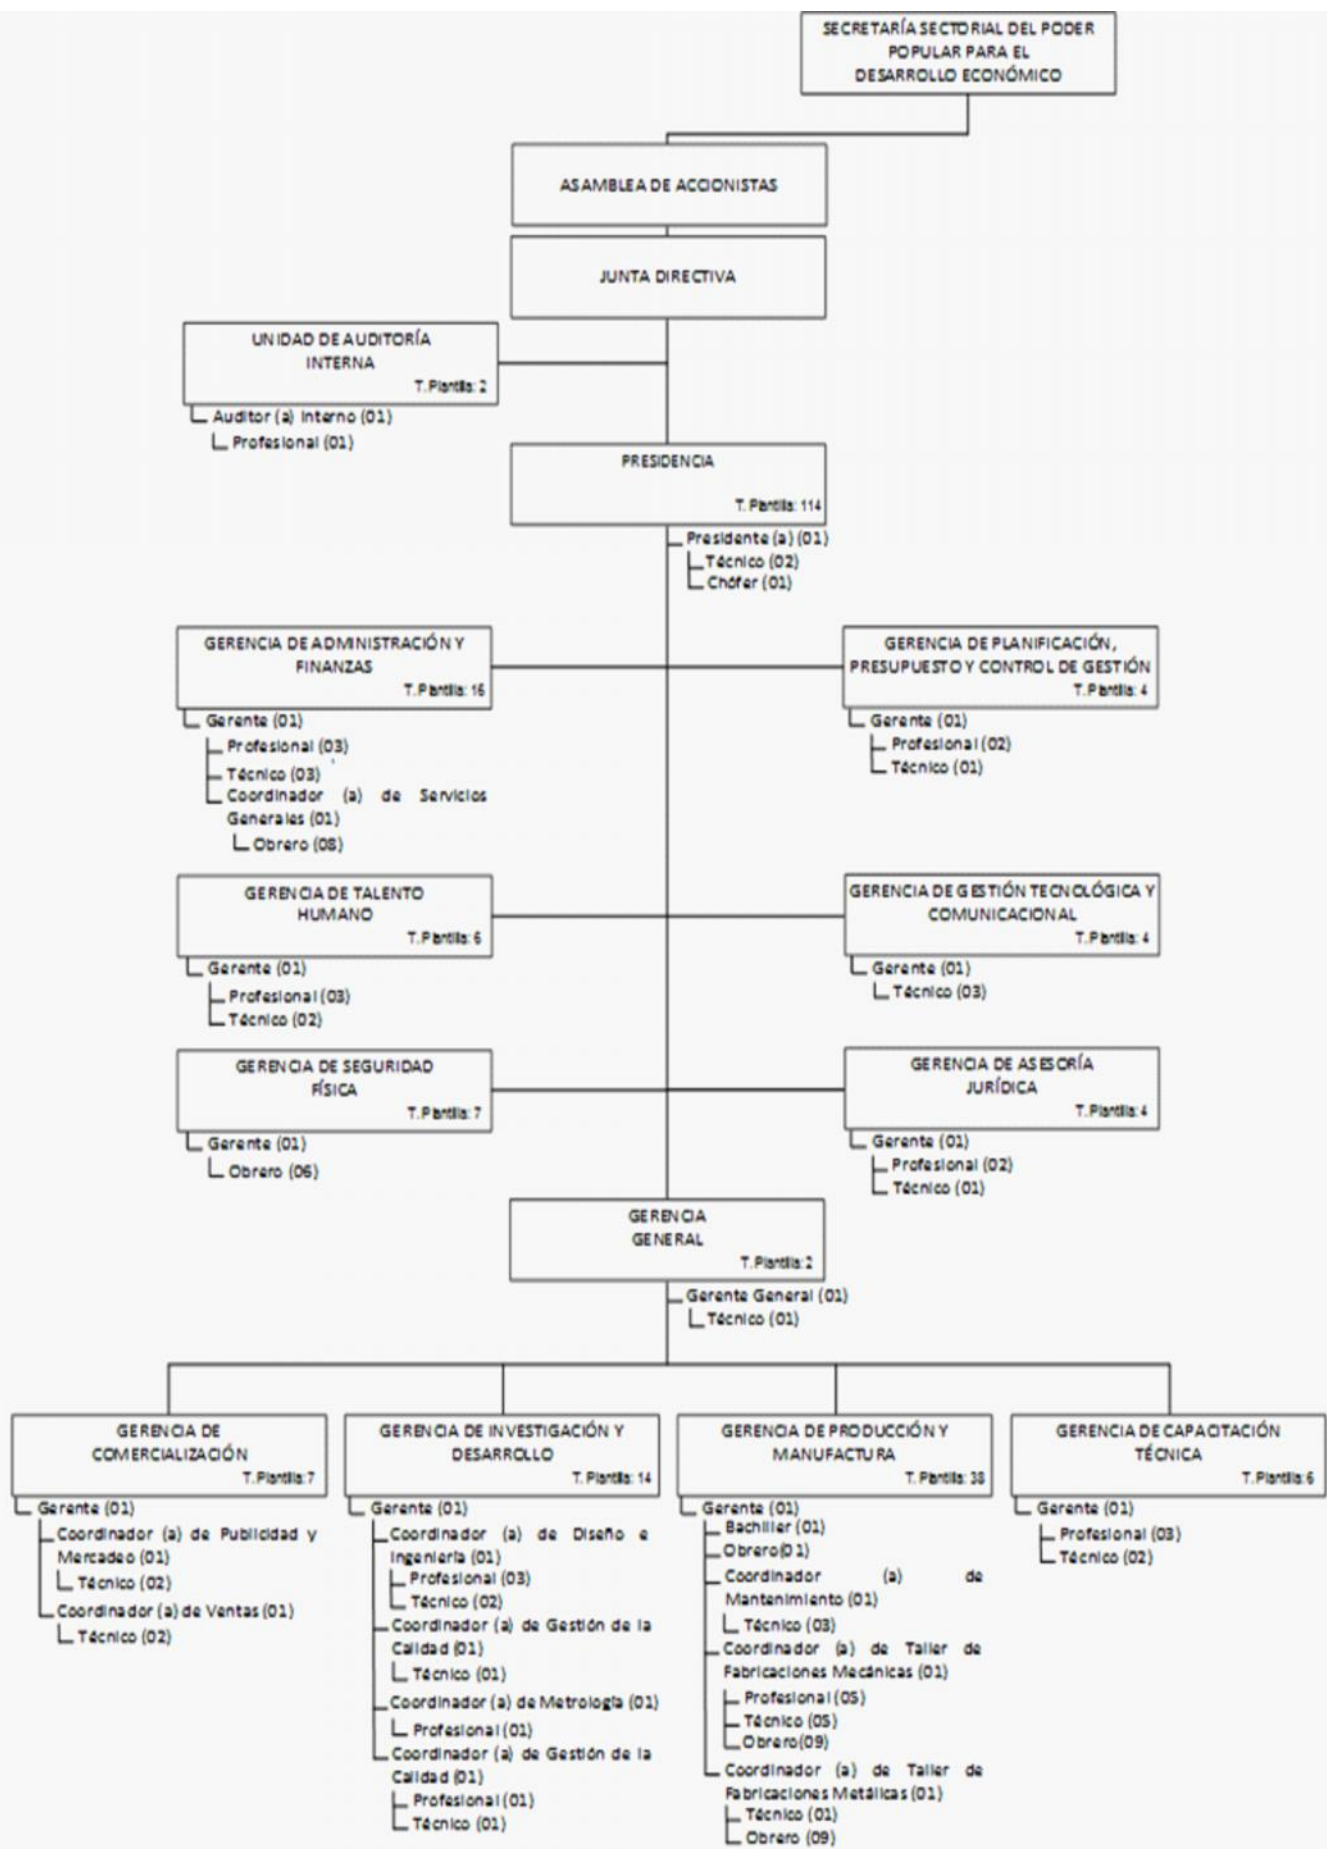 SECRETARÍA SECTORIAL DEL PODER
POPULAR PARA EL
DESARROLLO ECONÓMICO
ASAMBLEA DE ACCIONISTAS
JUNTA DIRECTIVA
UNIDAD DE AUDITORÍA
INTERNA
T. Plantilla: 2
Auditor (a) Interno (01)
Profesional (01)
PRESIDENCIA
T. Plantilla: 114
Presidente (a) (01)
Técnico (02)
Chófer (01)
GERENCIA DE ADMINISTRACIÓN Y
FINANZAS
T. Plantilla: 16
Gerente (01)
Profesional (03)
Técnico (03)
Coordinador (a) de Servicios
Generales (01)
Obrero (08)
GERENCIA DE PLANIFICACIÓN,
PRESUPUESTO Y CONTROL DE GESTIÓN
T. Plantilla: 4
Gerente (01)
Profesional (02)
Técnico (01)
GERENCIA DE TALENTO
HUMANO
T. Plantilla: 6
Gerente (01)
Profesional (03)
Técnico (02)
GERENCIA DE GESTIÓN TECNOLÓGICA Y
COMUNICACIONAL
T. Plantilla: 4
Gerente (01)
Técnico (03)
GERENCIA DE SEGURIDAD
FÍSICA
T. Plantilla: 7
Gerente (01)
Obrero (06)
GERENCIA DE ASESORÍA
JURÍDICA
T. Plantilla: 4
Gerente (01)
Profesional (02)
Técnico (01)
GERENCIA
GENERAL
T. Plantilla: 2
Gerente General (01)
Técnico (01)
GERENCIA DE
COMERCIALIZACIÓN
T. Plantilla: 7
Gerente (01)
Coordinador (a) de Publicidad y
Mercadeo (01)
Técnico (02)
Coordinador (a) de Ventas (01)
Técnico (02)
GERENCIA DE INVESTIGACIÓN Y
DESARROLLO
T. Plantilla: 14
Gerente (01)
Coordinador (a) de Diseño e
Ingeniería (01)
Profesional (03)
Técnico (02)
Coordinador (a) de Gestión de la
Calidad (01)
Técnico (01)
Coordinador (a) de Metrología (01)
Profesional (01)
Coordinador (a) de Gestión de la
Calidad (01)
Profesional (01)
Técnico (01)
GERENCIA DE PRODUCCIÓN Y
MANUFACTURA
T. Plantilla: 38
Gerente (01)
Bachiller (01)
Obrero(01)
Coordinador (a) de
Mantenimiento (01)
Técnico (03)
Coordinador (a) de Taller de
Fabricaciones Mecánicas (01)
Profesional (05)
Técnico (05)
Obrero(09)
Coordinador (a) de Taller de
Fabricaciones Metálicas (01)
Técnico (01)
Obrero (09)
GERENCIA DE CAPACITACIÓN
TÉCNICA
T. Plantilla: 6
Gerente (01)
Profesional (03)
Técnico (02)